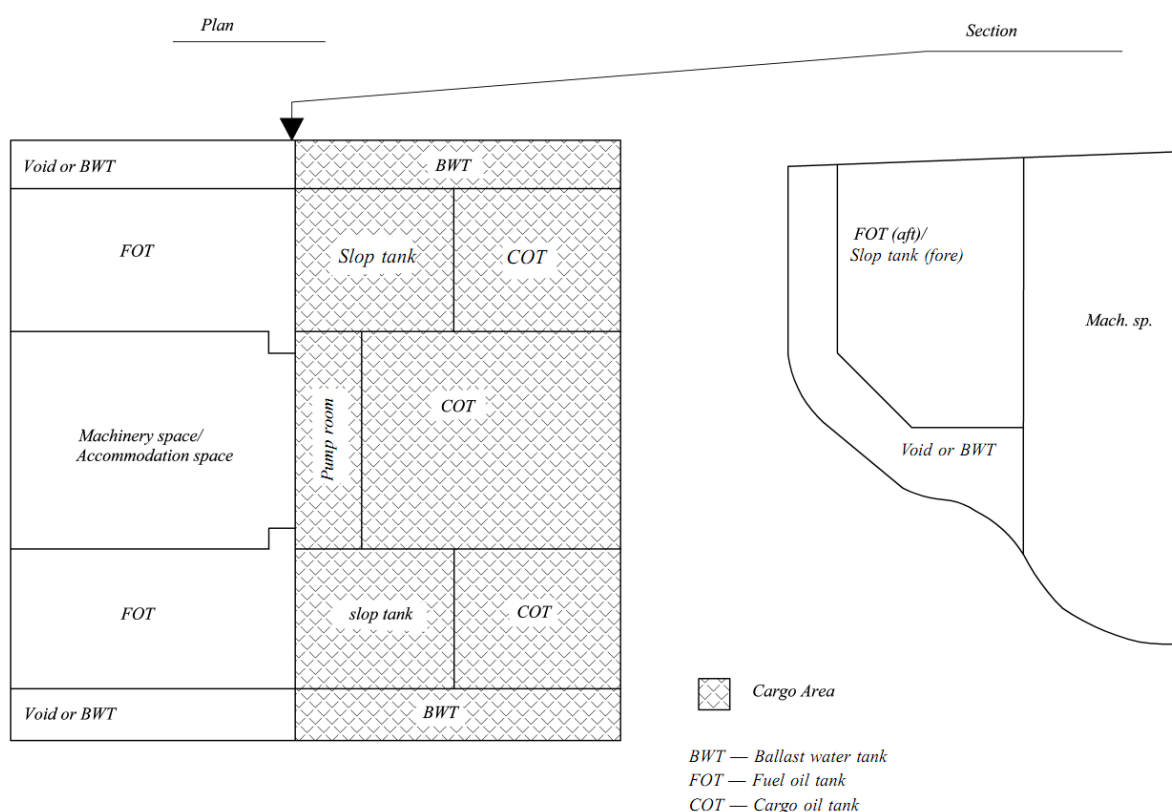 Plan
Section
Void or BWT
BWT
FOT
Slop tank
COT
FOT (aft)/
Slop tank (fore)
Mach. sp.
Machinery space/
Accommodation space
Pump room
COT
Void or BWT
FOT
slop tank
COT
Void or BWT
BWT
Cargo Area
BWT — Ballast water tank
FOT — Fuel oil tank
COT — Cargo oil tank